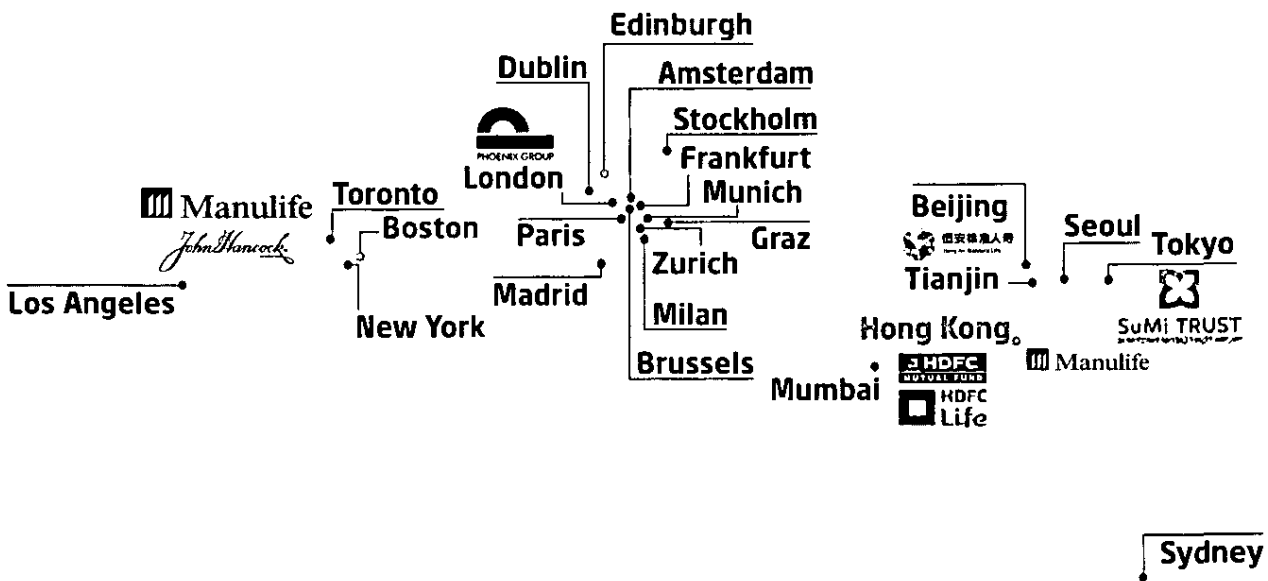 Edinburgh
Dublin
Amsterdam
Stockholm
PHOENIX GROUP
London
Frankfurt
Munich
Manulife
Toronto
John Hancock
Boston
Paris
Graz
Zurich
Madrid
Milan
Brussels
Los Angeles
New York
Beijing
Tianjin
Seoul
Tokyo
SuMi TRUST
Hong Kong
Manulife
Mumbai
HDFC
MUTUAL FUND
HDFC
Life
Sydney